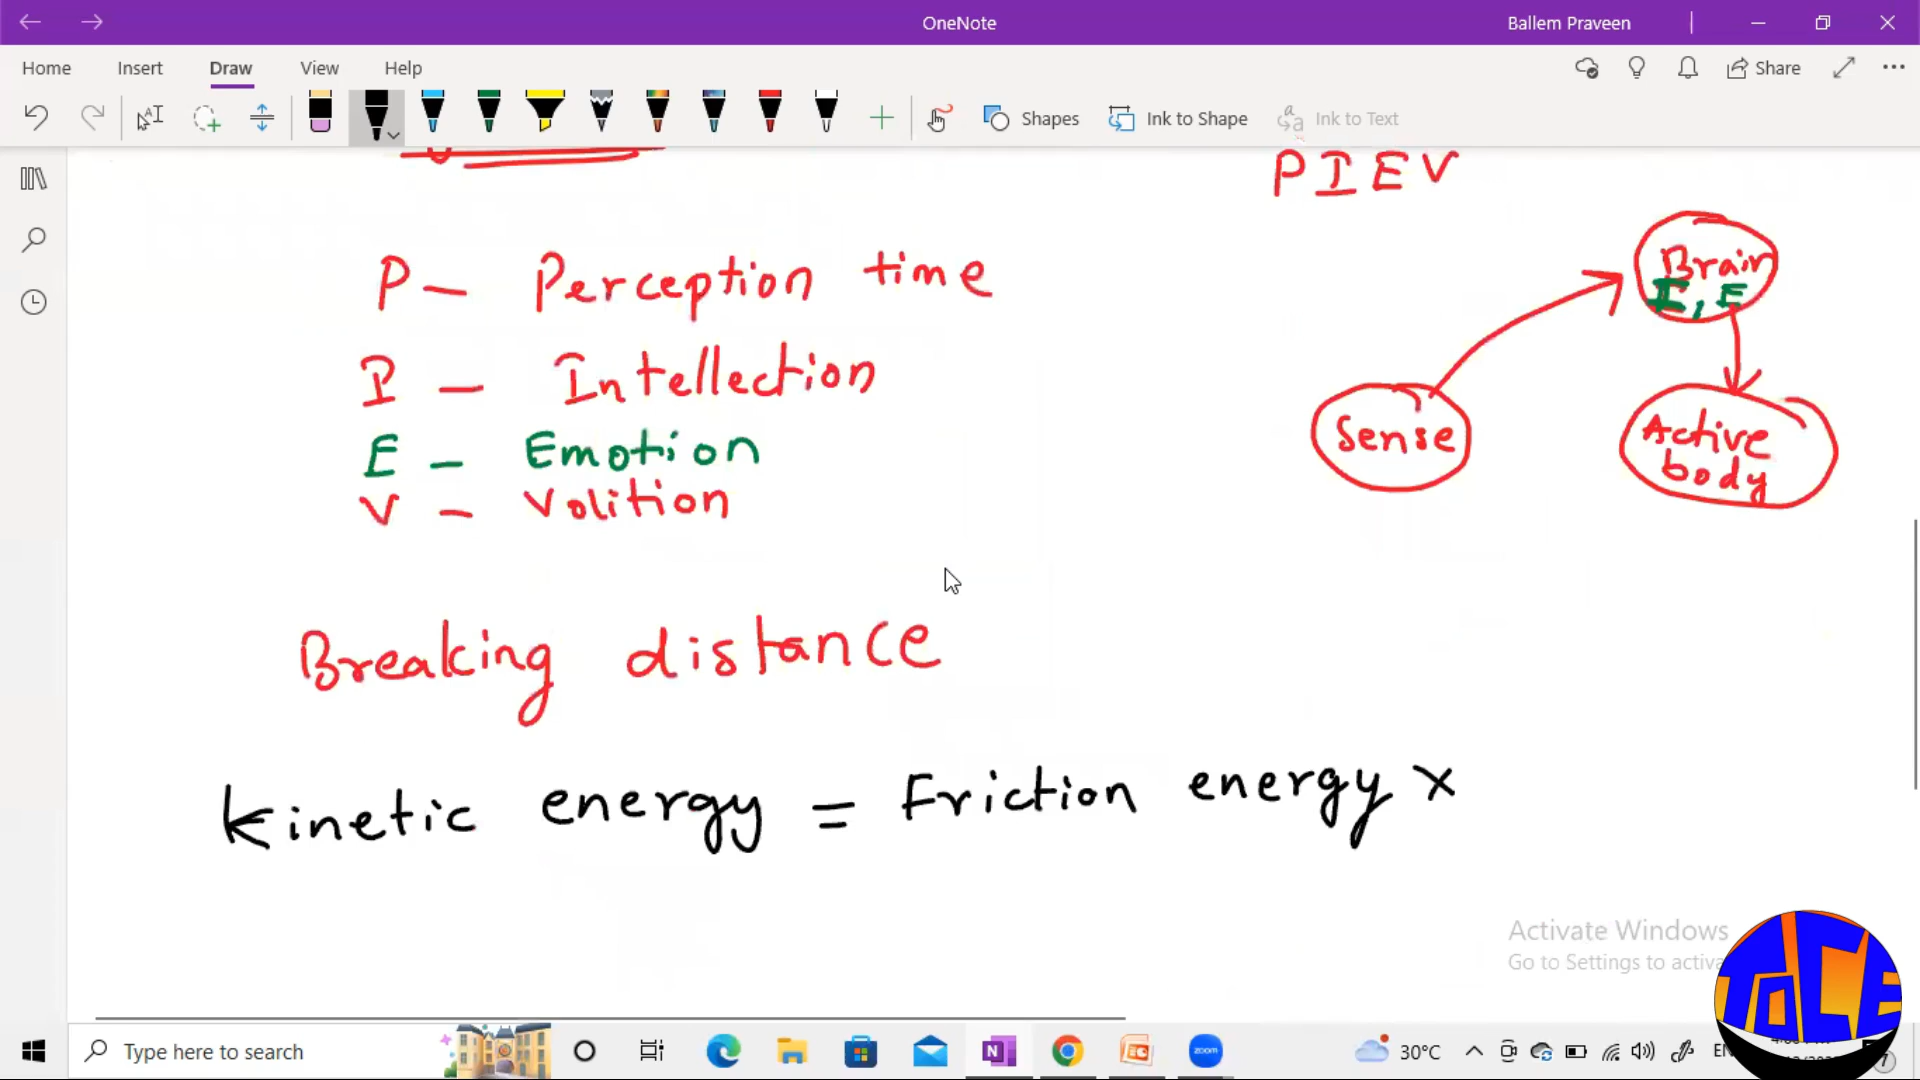 OneNote
Ballem Praveen
Home Insert Draw View Help
Share
Shapes
Ink to Shape
Ink to Text
PIEV
P - Perception time
I - Intellection
E - Emotion
V - Volition
Brain
I, E
Sense
Active
body
Breaking distance
Kinetic energy = Friction energy x
Activate Windows
Go to Settings to activa
Type here to search
zoom
30°C